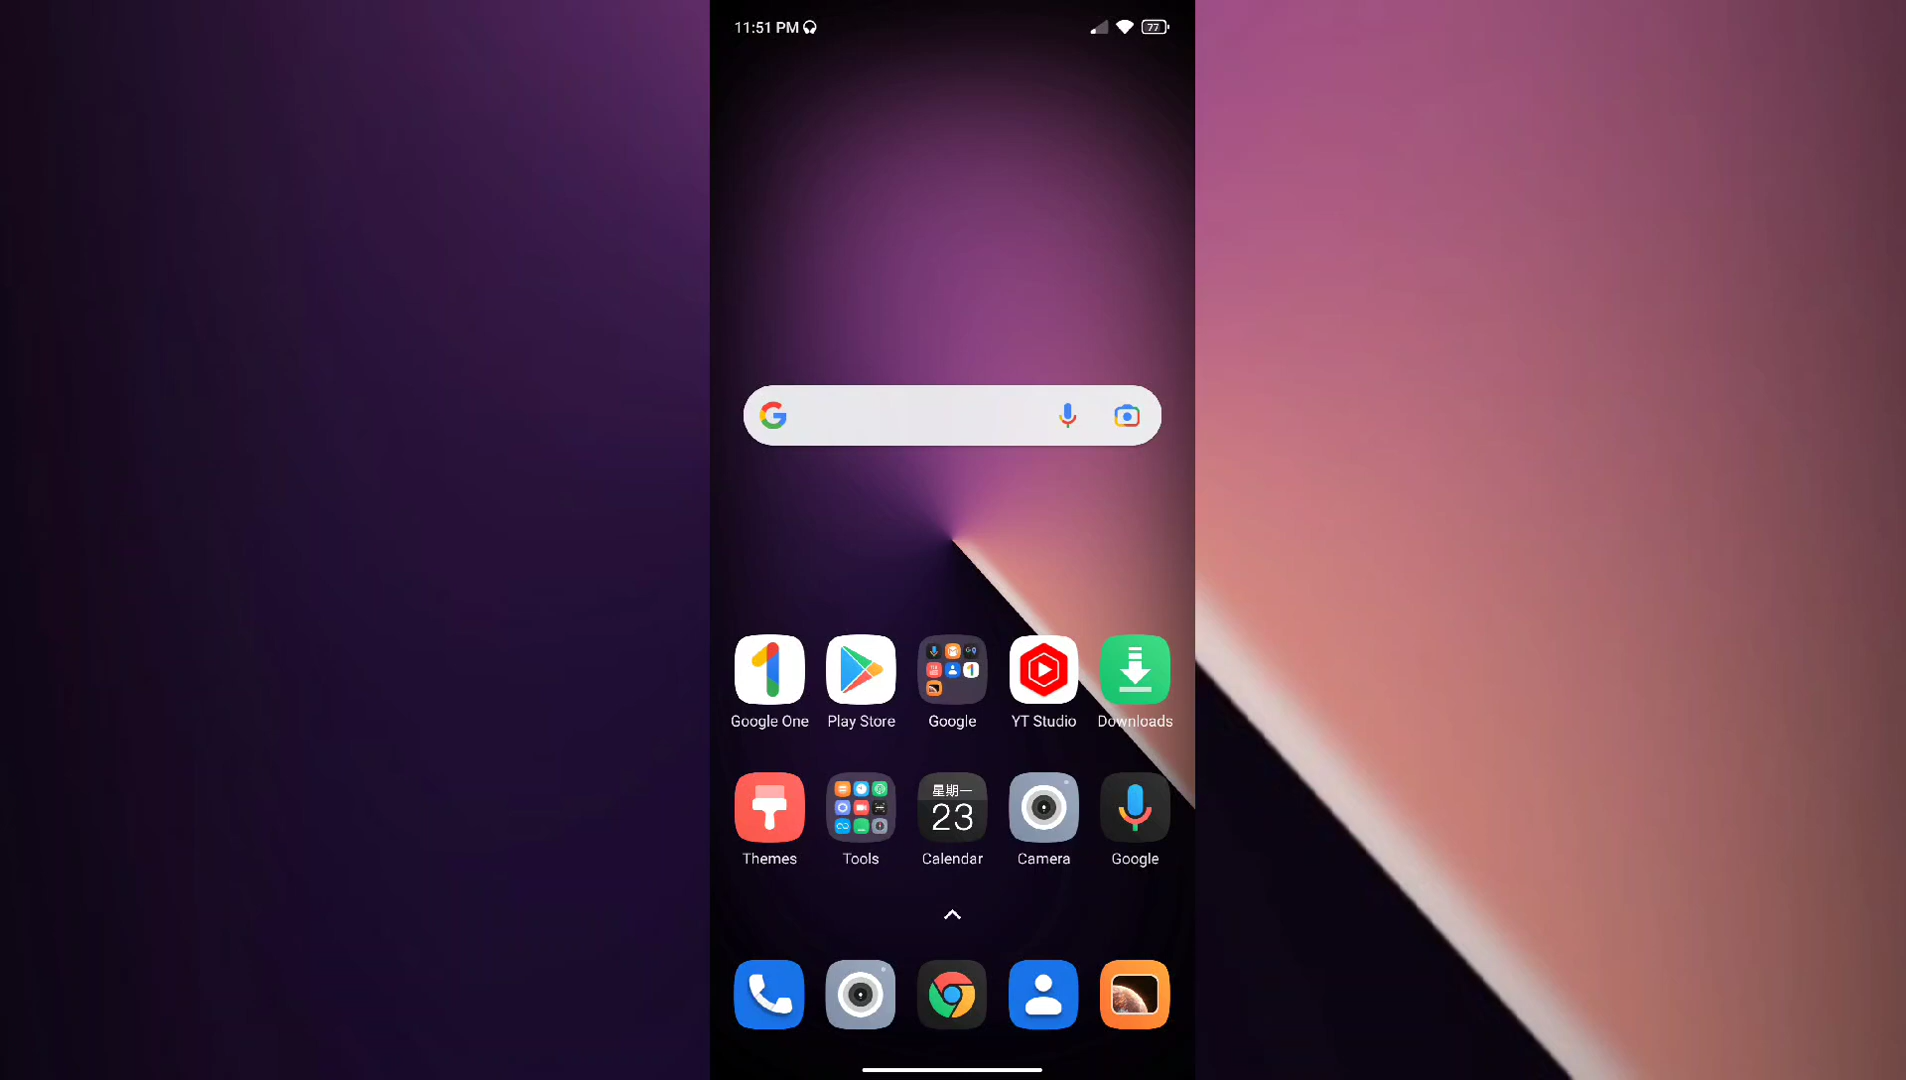 11:51 PM
77
Google One
Play Store
Google
YT Studio
Downloads
星期一
23
Themes
Tools
Calendar
Camera
Google